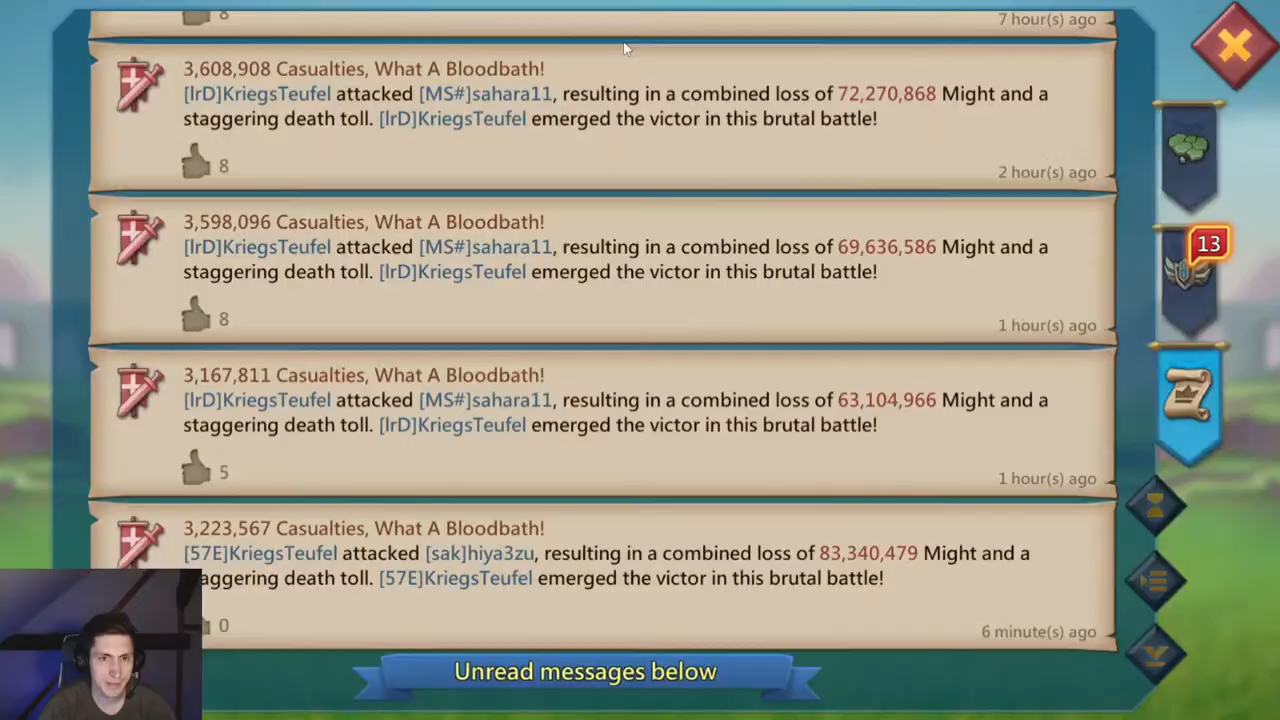 8
7 hour(s) ago
3,608,908 Casualties, What A Bloodbath!
[lrD]KriegsTeufel attacked [MS#]sahara11, resulting in a combined loss of 72,270,868 Might and a
staggering death toll. [lrD]KriegsTeufel emerged the victor in this brutal battle!
8
2 hour(s) ago
3,598,096 Casualties, What A Bloodbath!
[lrD]KriegsTeufel attacked [MS#]sahara11, resulting in a combined loss of 69,636,586 Might and a
staggering death toll. [lrD]KriegsTeufel emerged the victor in this brutal battle!
8
1 hour(s) ago
13
3,167,811 Casualties, What A Bloodbath!
[lrD]KriegsTeufel attacked [MS#]sahara11, resulting in a combined loss of 63,104,966 Might and a
staggering death toll. [lrD]KriegsTeufel emerged the victor in this brutal battle!
5
1 hour(s) ago
3,223,567 Casualties, What A Bloodbath!
[57E]KriegsTeufel attacked [sak]hiya3zu, resulting in a combined loss of 83,340,479 Might and a
aggering death toll. [57E]KriegsTeufel emerged the victor in this brutal battle!
0
6 minute(s) ago
Unread messages below